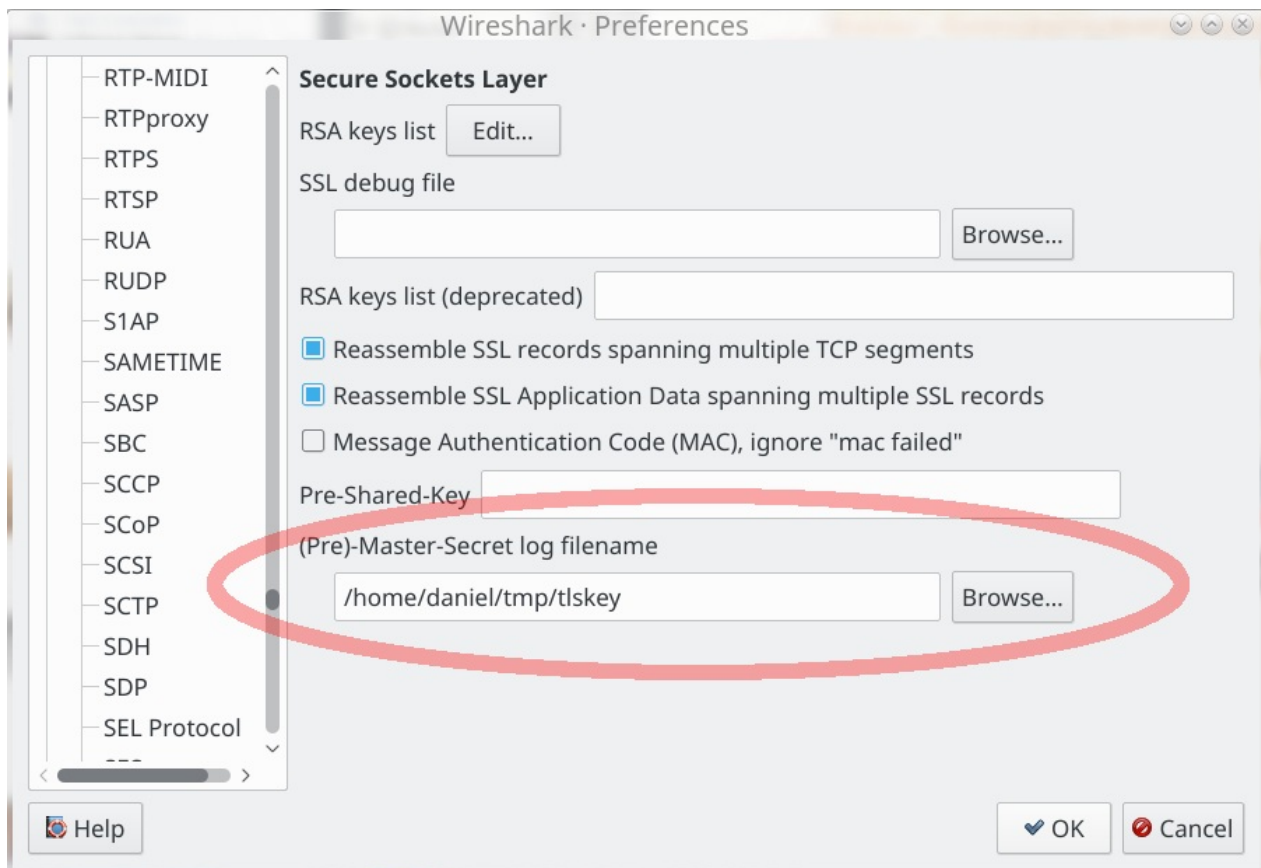 Wireshark · Preferences
RTP-MIDI
RTPproxy
RTPS
RTSP
RUA
RUDP
S1AP
SAMETIME
SASP
SBC
SCCP
SCoP
SCSI
SCTP
SDH
SDP
SEL Protocol
Secure Sockets Layer
RSA keys list Edit...
SSL debug file
Browse...
RSA keys list (deprecated)
Reassemble SSL records spanning multiple TCP segments
Reassemble SSL Application Data spanning multiple SSL records
Message Authentication Code (MAC), ignore "mac failed"
Pre-Shared-Key
(Pre)-Master-Secret log filename
/home/daniel/tmp/tlskey Browse...
Help OK Cancel